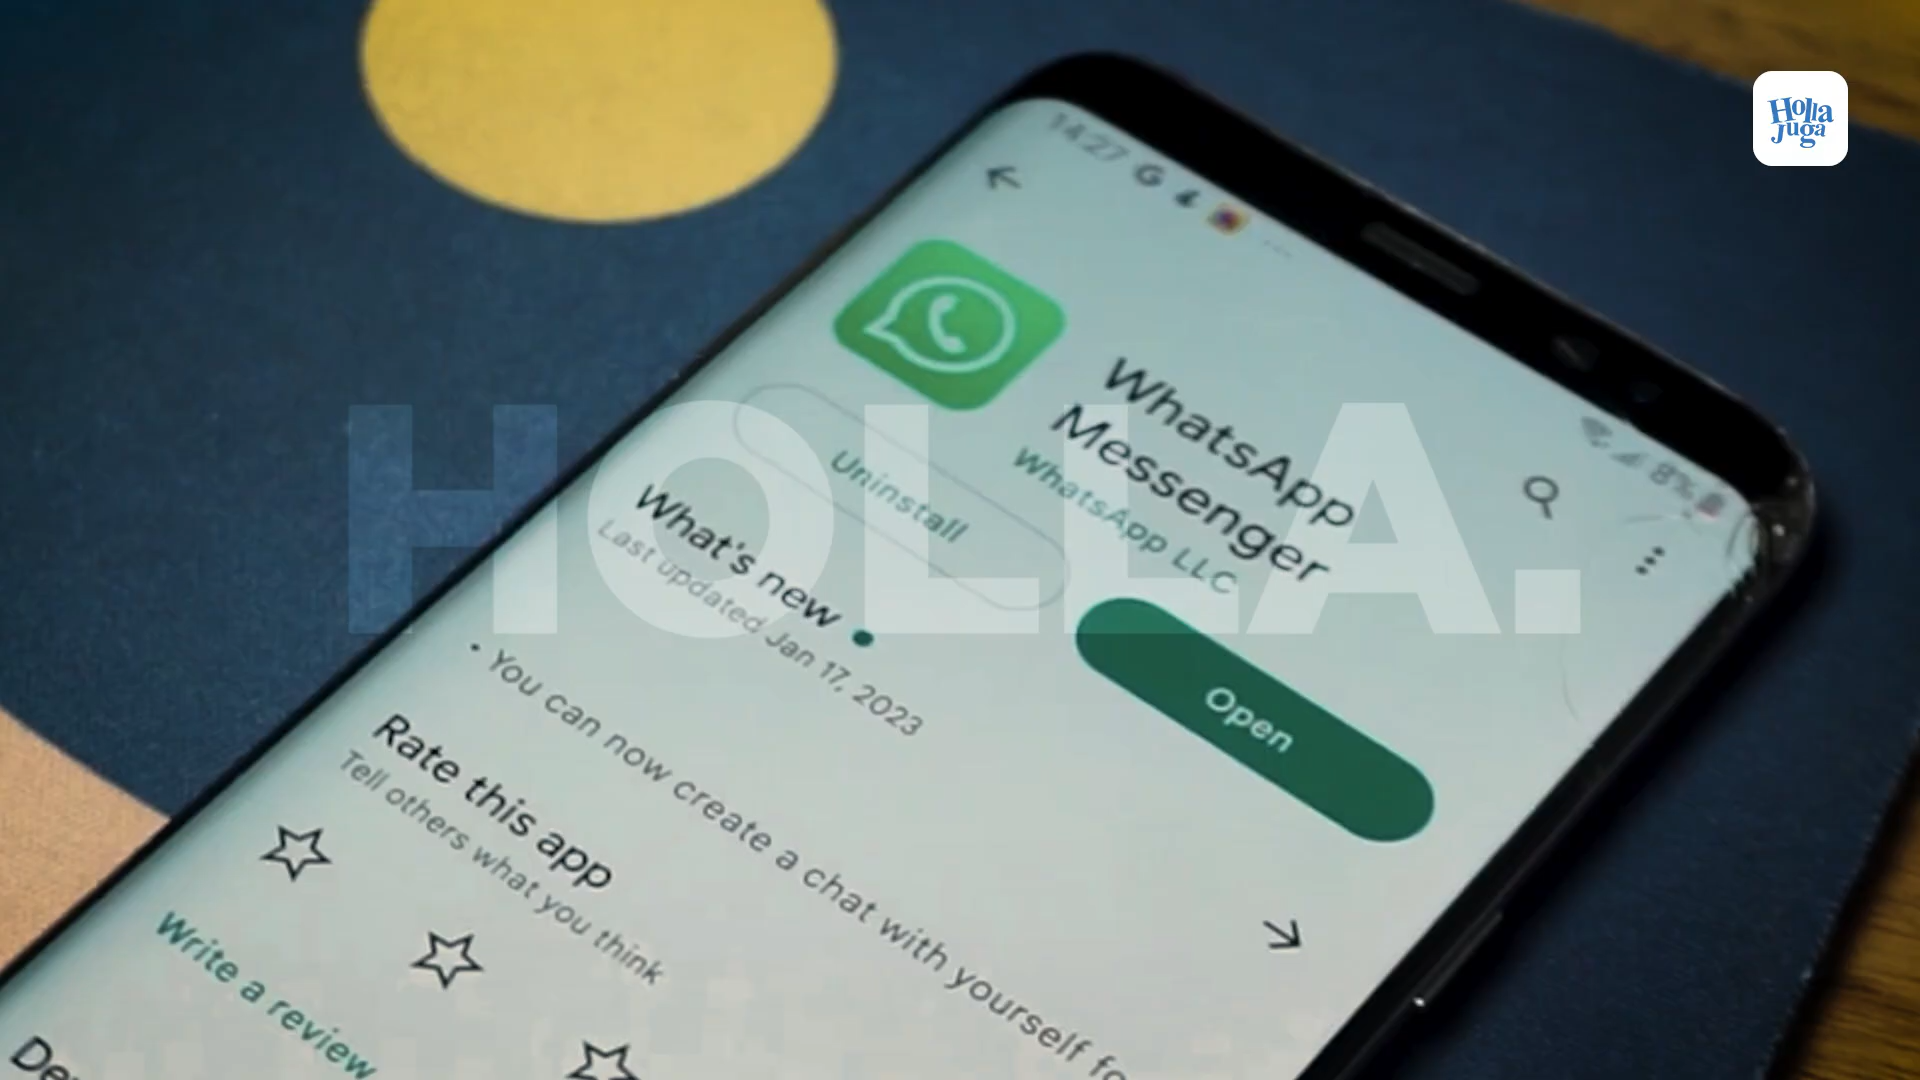 Holla
Juga
14:27
8%
WhatsApp
Messenger
WhatsApp LLC
Uninstall
Open
What's new
Last updated Jan 17, 2023
• You can now create a chat with yourself
Rate this app
Tell others what you think
Write a review
HOLLA.